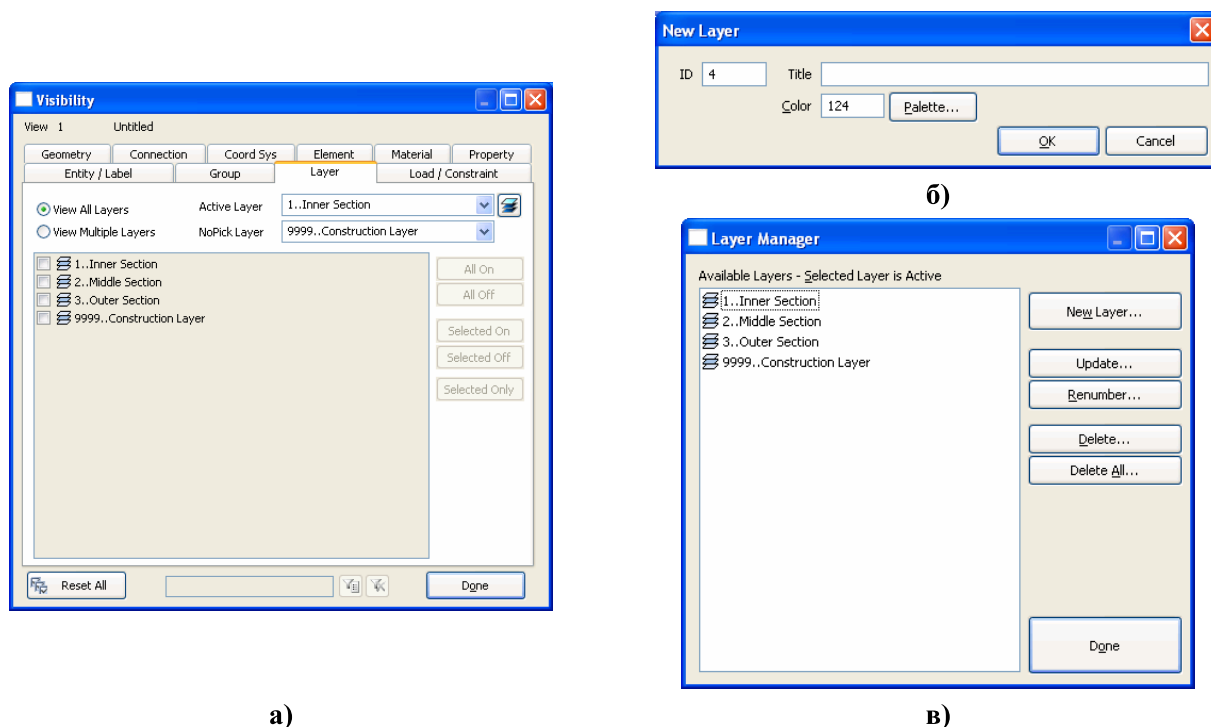 Visibility
View 1 Untitled
Geometry Connection Coord Sys Element Material Property
Entity / Label Group Layer Load / Constraint
View All Layers Active Layer 1..Inner Section
View Multiple Layers NoPick Layer 9999..Construction Layer
1..Inner Section
2..Middle Section
3..Outer Section
9999..Construction Layer
All On
All Off
Selected On
Selected Off
Selected Only
Reset All Done
а)
New Layer
ID 4 Title
Color 124 Palette...
OK Cancel
б)
Layer Manager
Available Layers - Selected Layer is Active
1..Inner Section
2..Middle Section
3..Outer Section
9999..Construction Layer
New Layer...
Update...
Renumber...
Delete...
Delete All...
Done
в)